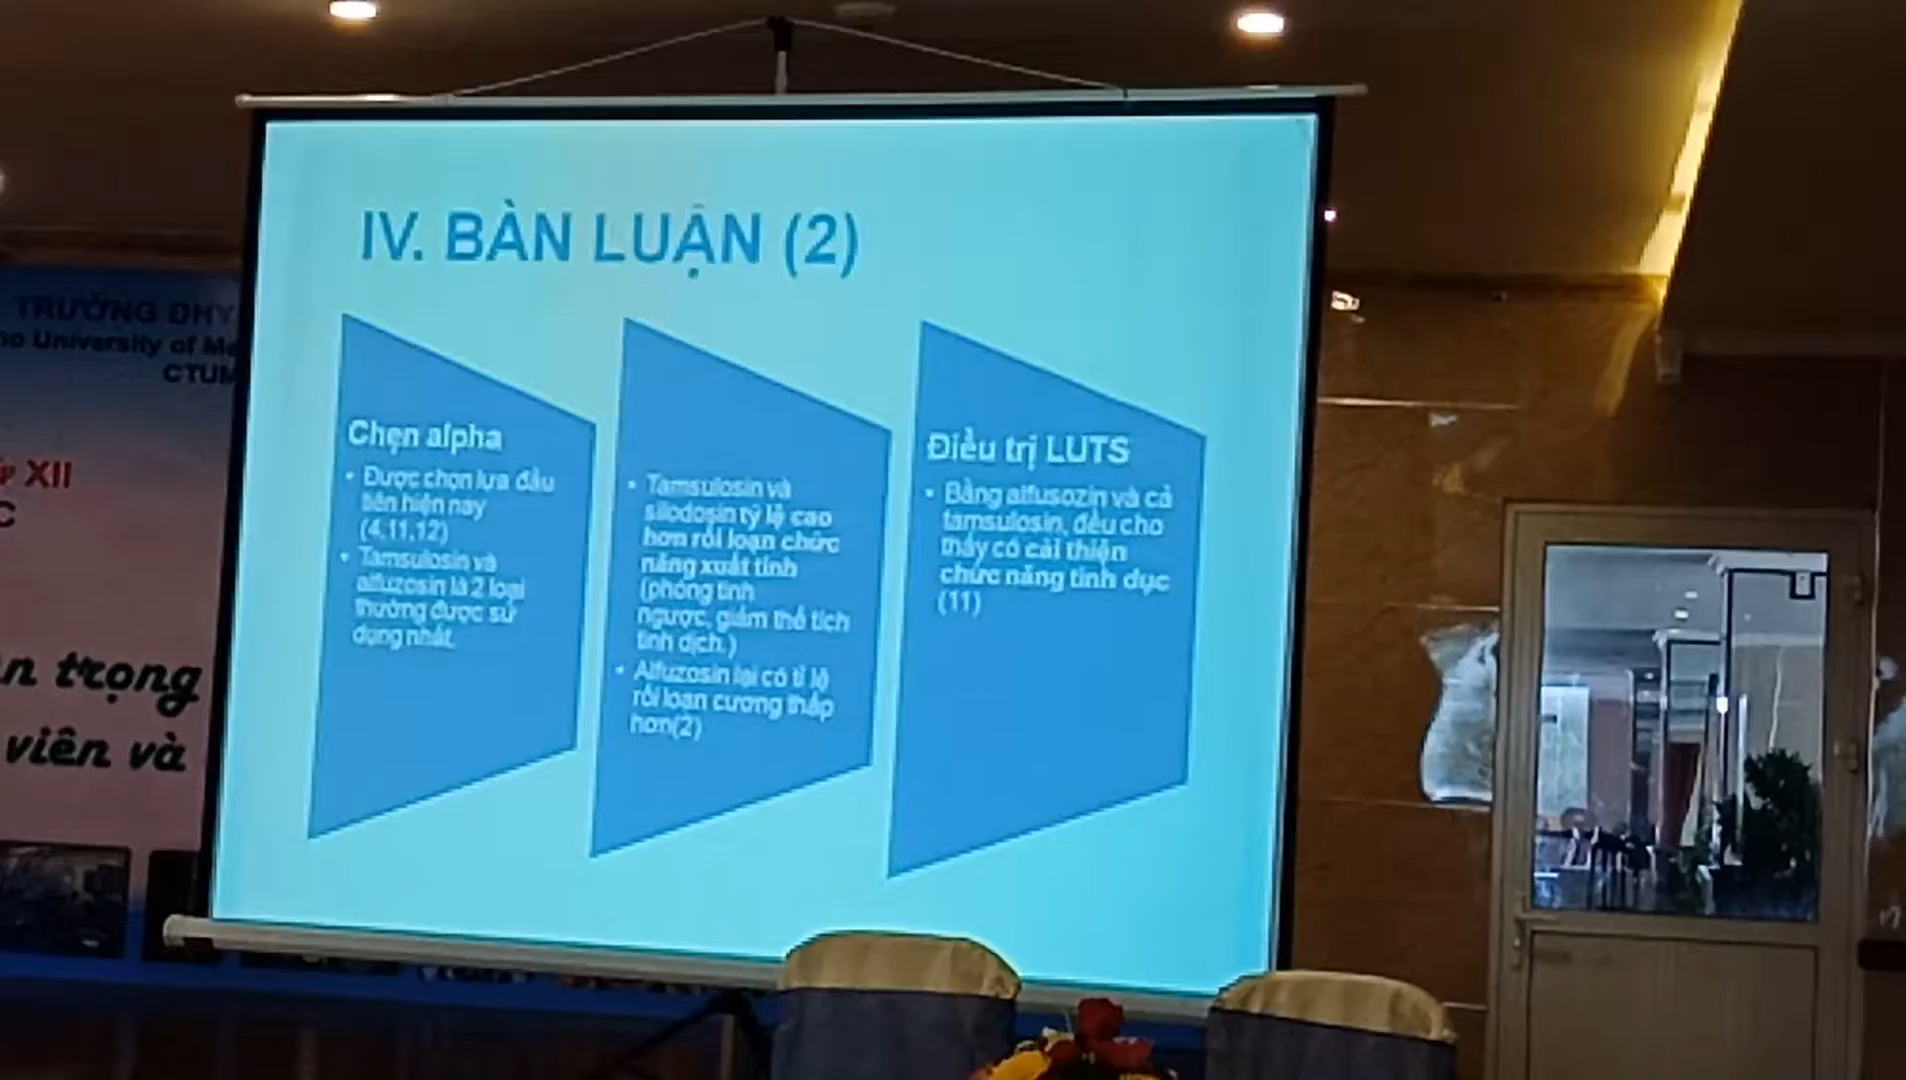 IV. BÀN LUẬN (2)
Chẹn alpha
• Được chọn lựa đầu
tiên hiện nay
(4,11,12)
• Tamsulosin và
alfuzosin là 2 loại
thường được sử
dụng nhất.
• Tamsulosin và
silodosin tỷ lệ cao
hơn rối loạn chức
năng xuất tinh
(phóng tinh
ngược, giảm thể tích
tinh dịch.)
• Alfuzosin lại có tỉ lệ
rối loạn cương thấp
hơn(2)
Điều trị LUTS
• Bằng alfusozin và cả
tamsulosin, đều cho
thấy có cải thiện
chức năng tình dục
(11)
TRƯỜNG ĐHY
University of Me
CTUM
XII
trọng
viên và